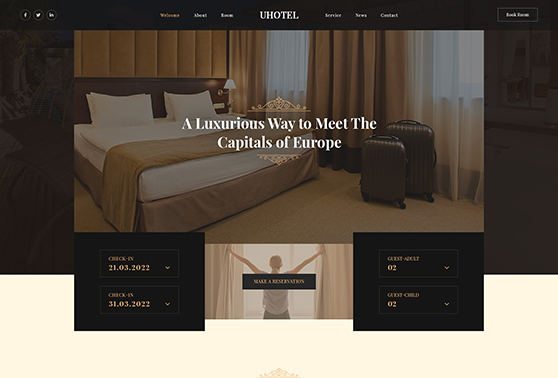 Welcome
About
Room
UHOTEL
Service
News
Contact
Book Room
A Luxurious Way to Meet The
Capitals of Europe
CHECK-IN
21.03.2022
CHECK-IN
31.03.2022
MAKE A RESERVATION
GUEST-ADULT
02
GUEST-CHILD
02